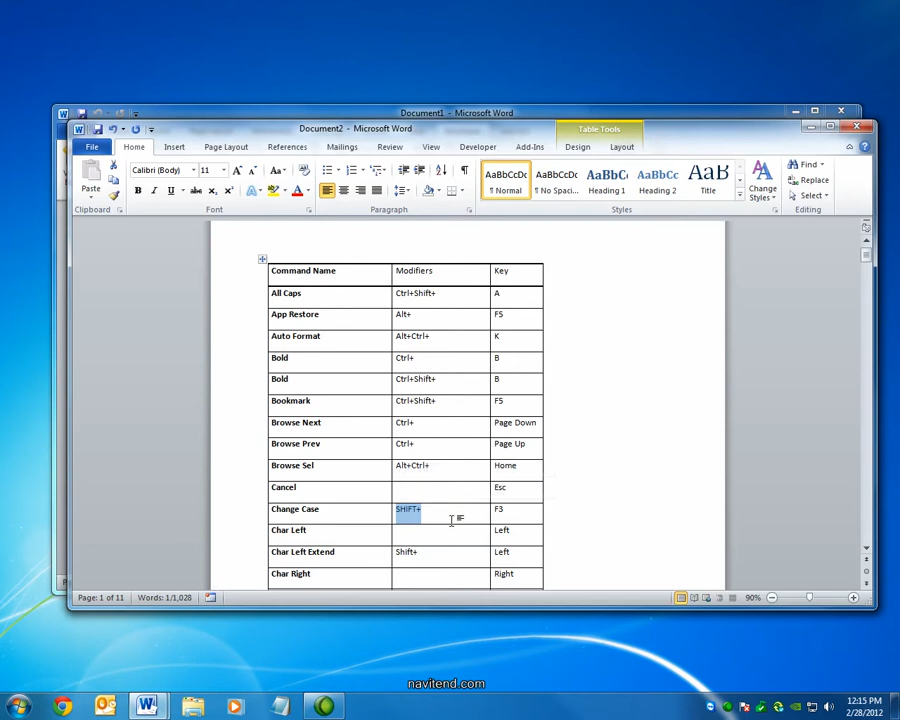 Document1 - Microsoft Word
Document2 - Microsoft Word
Table Tools
File Home Insert Page Layout References Mailings Review View Developer Add-Ins Design Layout
Paste
Calibri (Body) 11
AaBbCcDc AaBbCcDc AaBbCc AaBbCc AaB
¶ Normal ¶ No Spaci... Heading 1 Heading 2 Title
Change Styles
Find
Replace
Select
Clipboard Font Paragraph Styles Editing
Command Name Modifiers Key
All Caps Ctrl+Shift+ A
App Restore Alt+ F5
Auto Format Alt+Ctrl+ K
Bold Ctrl+ B
Bold Ctrl+Shift+ B
Bookmark Ctrl+Shift+ F5
Browse Next Ctrl+ Page Down
Browse Prev Ctrl+ Page Up
Browse Sel Alt+Ctrl+ Home
Cancel Esc
Change Case SHIFT+ F3
Char Left Left
Char Left Extend Shift+ Left
Char Right Right
Page: 1 of 11 Words: 1/1,028 90%
navitend.com
12:15 PM
2/28/2012